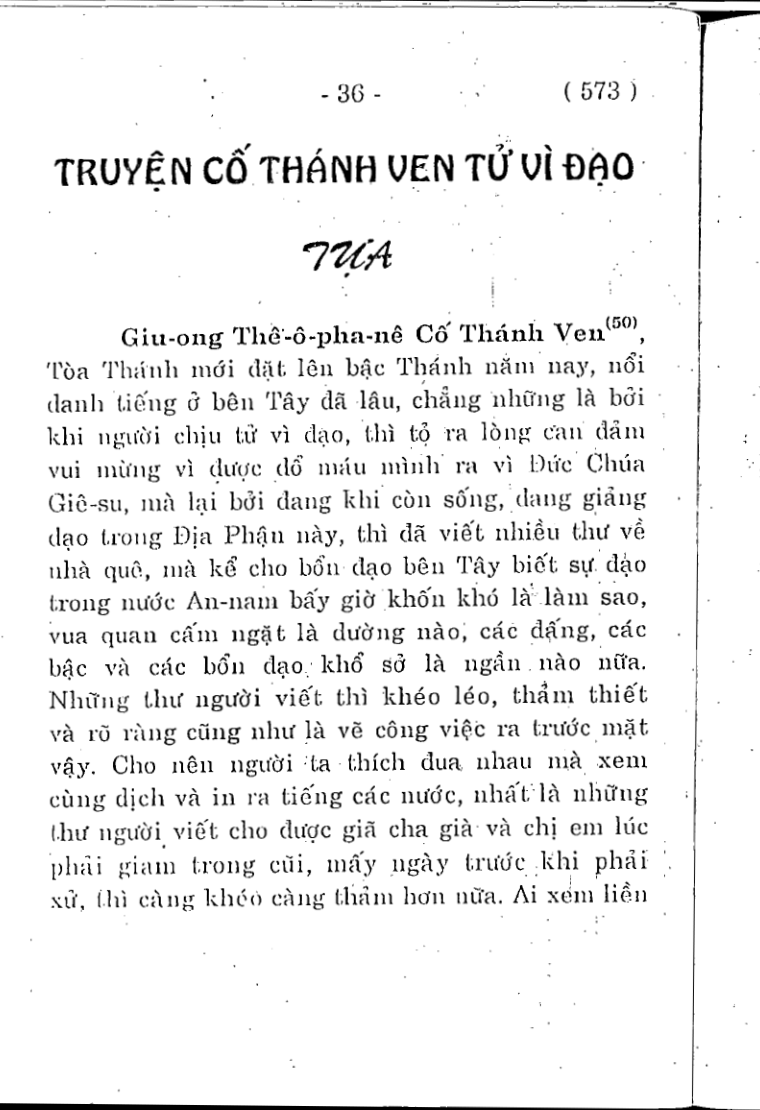 - 36 -
( 573 )
TRUYỆN CỐ THÁNH VEN TỬ VÌ ĐẠO
TỰA
Giu-ong Thê-ô-pha-nê Cố Thánh Ven(50),
Tòa Thánh mới đặt lên bậc Thánh năm nay, nổi
danh tiếng ở bên Tây đã lâu, chẳng những là bởi
khi người chịu tử vì đạo, thì tỏ ra lòng can đảm
vui mừng vì được đổ máu mình ra vì Đức Chúa
Giê-su, mà lại bởi đang khi còn sống, đang giảng
đạo trong Địa Phận này, thì đã viết nhiều thư về
nhà quê, mà kể cho bổn đạo bên Tây biết sự đạo
trong nước An-nam bấy giờ khốn khó là làm sao,
vua quan cấm ngặt là dường nào, các đấng, các
bậc và các bổn đạo khổ sở là ngần nào nữa.
Những thư người viết thì khéo léo, thảm thiết
và rõ ràng cũng như là vẽ công việc ra trước mặt
vậy. Cho nên người ta thích đua nhau mà xem
cùng dịch và in ra tiếng các nước, nhất là những
thư người viết cho được giã cha già và chị em lúc
phải giam trong cũi, mấy ngày trước khi phải
xử, thì càng khéo càng thảm hơn nữa. Ai xem liền